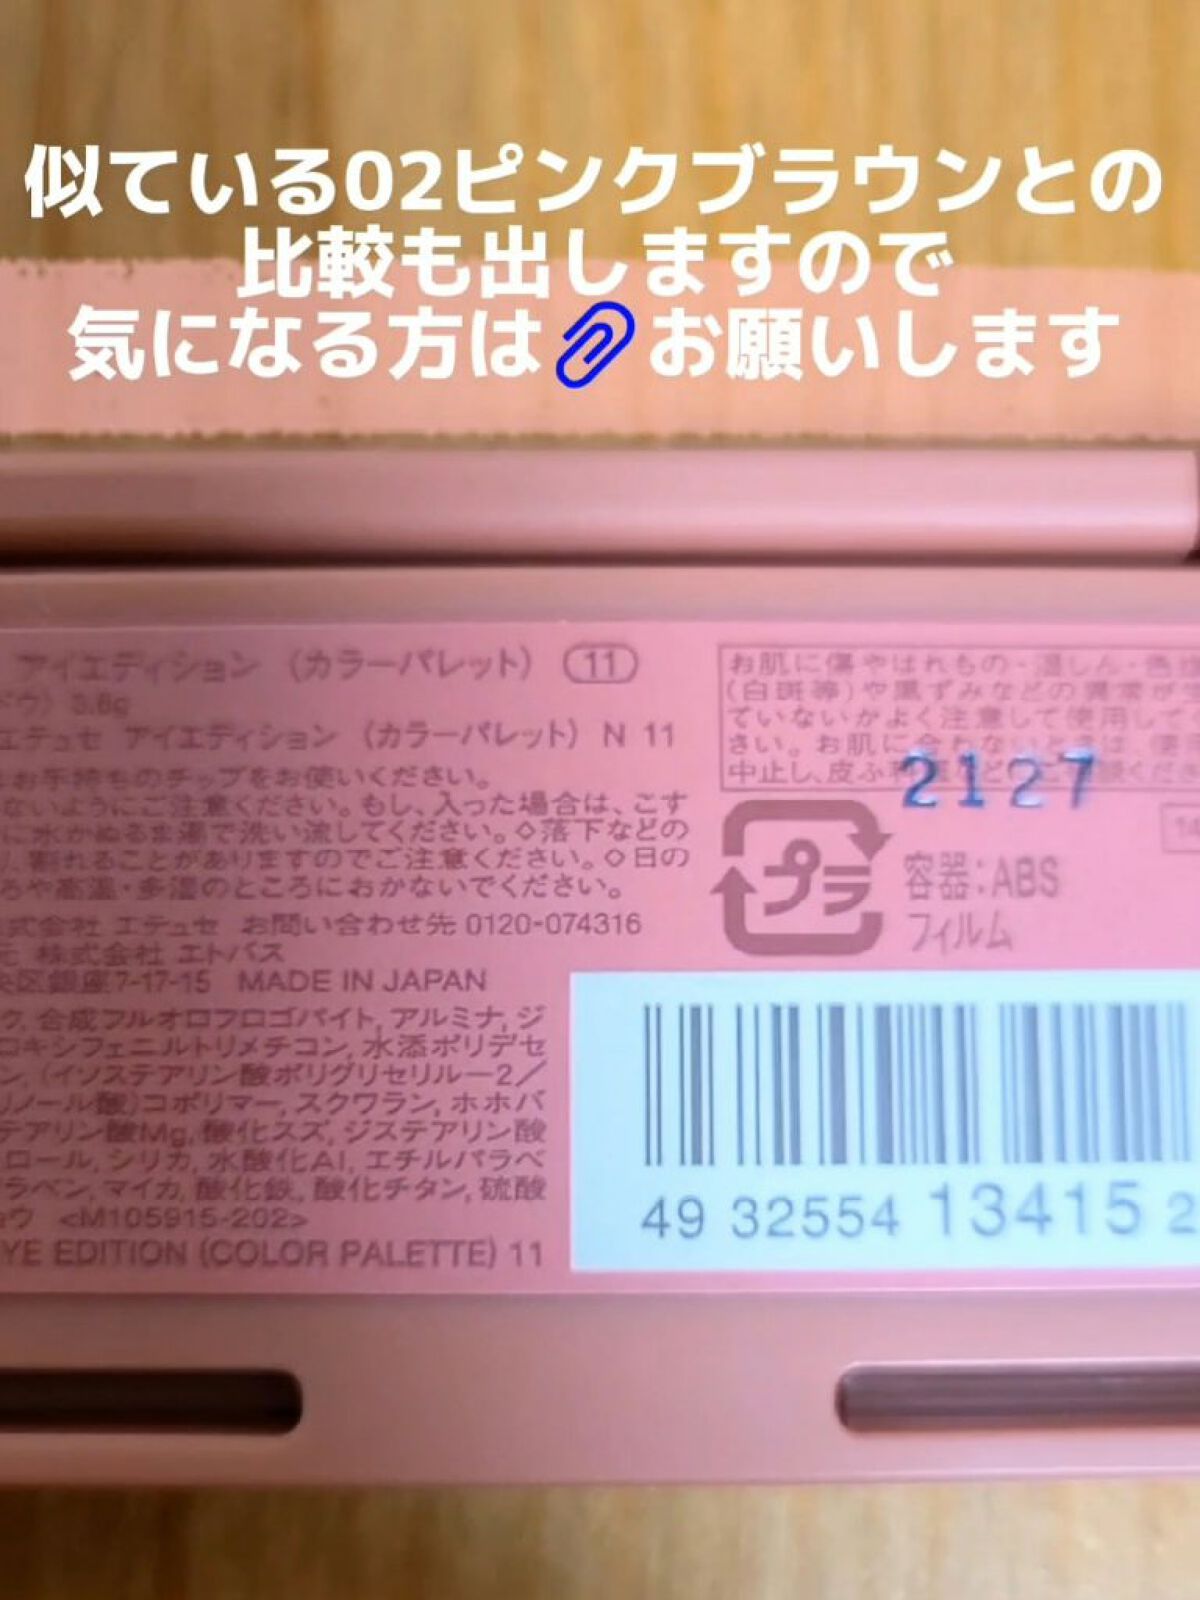 似ている02ピンクブラウンとの
比較も出しますので
気になる方は📎お願いします
アイエディション（カラーパレット） 11
ドウ〉3.6g
エテュセ アイエディション（カラーパレット）N 11
お手持ちのチップをお使いください。
ないようにご注意ください。もし、入った場合は、こす
に水かぬるま湯で洗い流してください。◇落下などの
割れることがありますのでご注意ください。◇日の
ろや高温・多湿のところにおかないでください。
株式会社 エテュセ お問い合わせ先 0120-074316
元 株式会社 エトバス
央区銀座7-17-15 MADE IN JAPAN
ク, 合成フルオロフロゴパイト, アルミナ, ジ
ロキシフェニルトリメチコン, 水添ポリデセ
ン, (イソステアリン酸ポリグリセリル－2／
リノール酸)コポリマー, スクワラン, ホホバ
テアリン酸Mg, 酸化スズ, ジステアリン酸
ロール, シリカ, 水酸化Al, エチルパラベ
ラベン, マイカ, 酸化鉄, 酸化チタン, 硫酸
ョウ <M105915-202>
YE EDITION (COLOR PALETTE) 11
お肌に傷やはれもの・湿しん・色
(白斑等)や黒ずみなどの異常が
ていないかよく注意して使用して
さい。お肌に合わないときは、使
中止し、皮ふ
2127
プラ
容器：ABS
フィルム
49 32554 13415 2